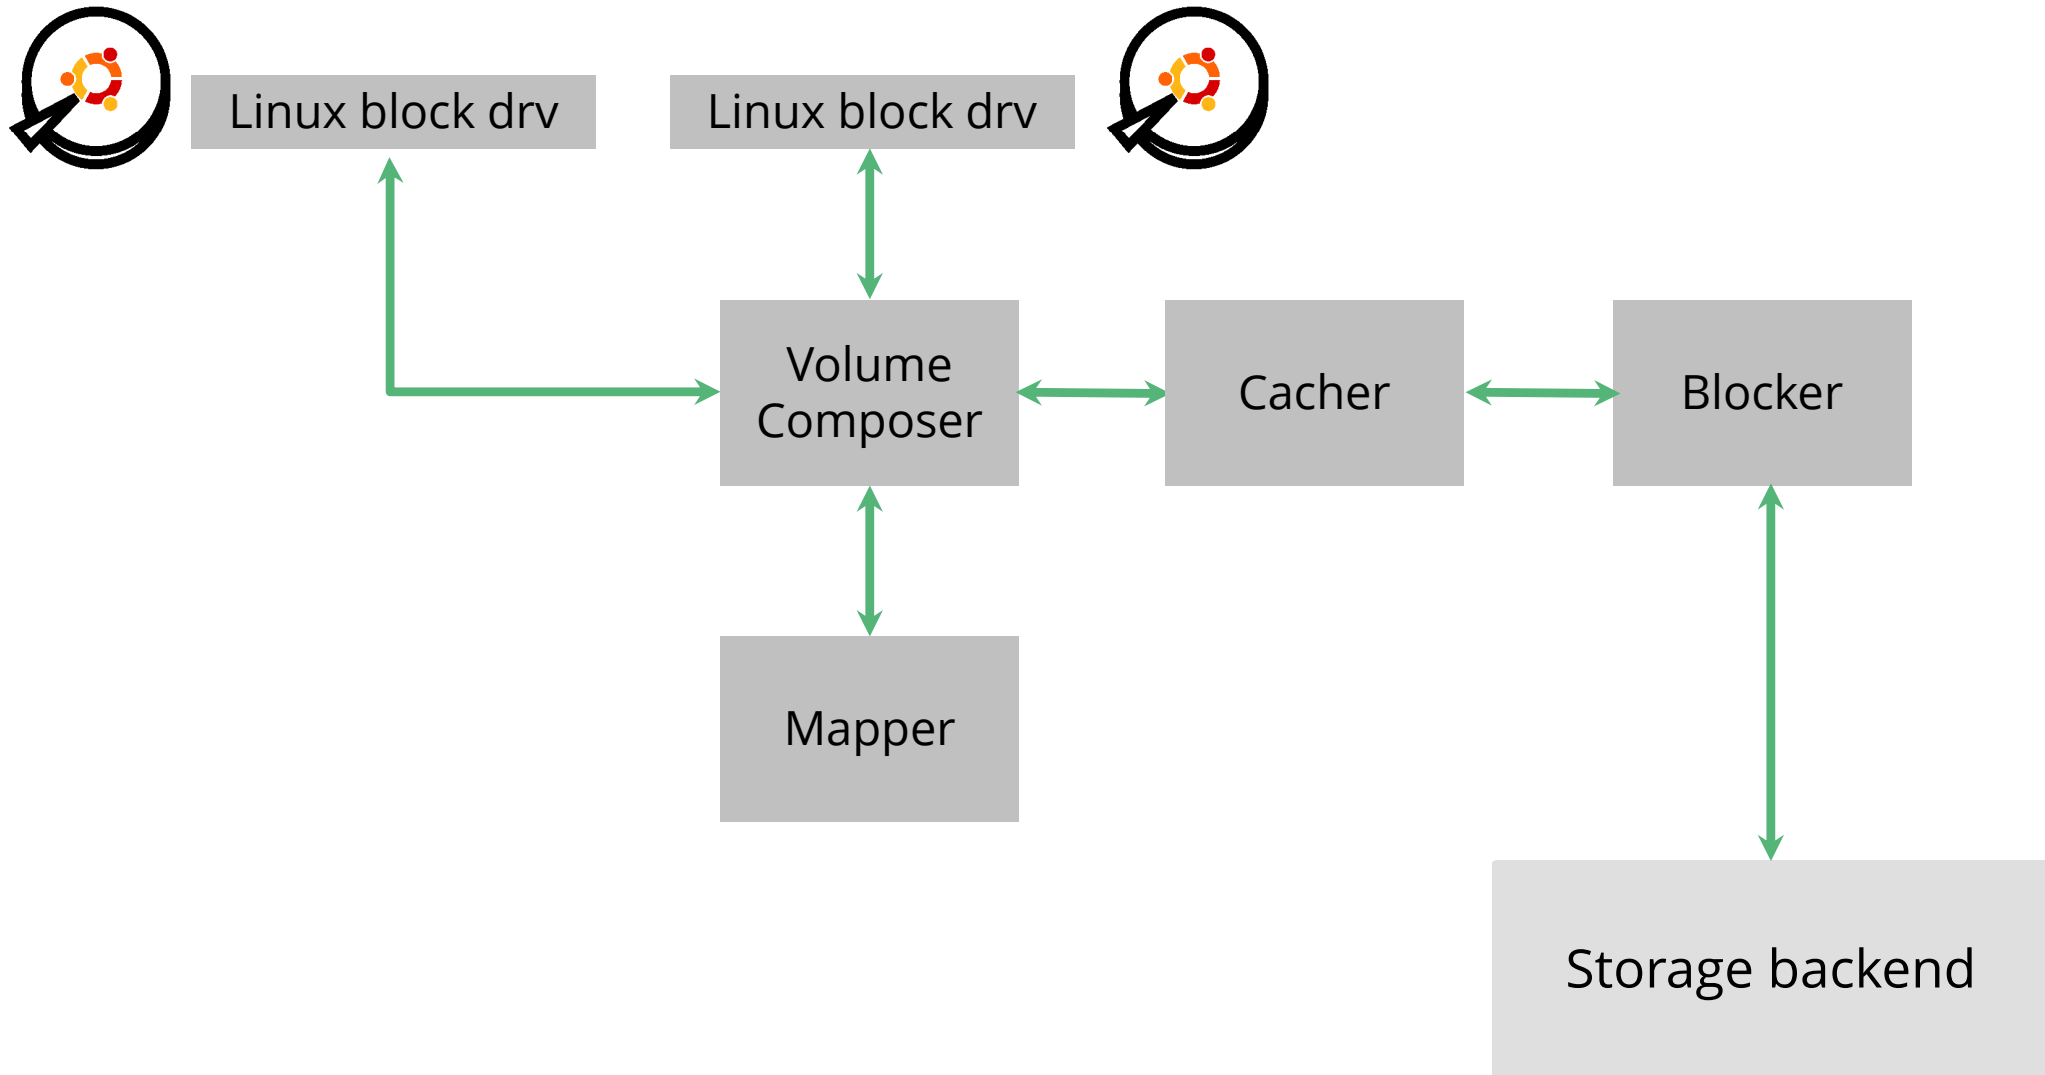 Linux block drv
Linux block drv
Volume
Composer
Cacher
Blocker
Mapper
Storage backend